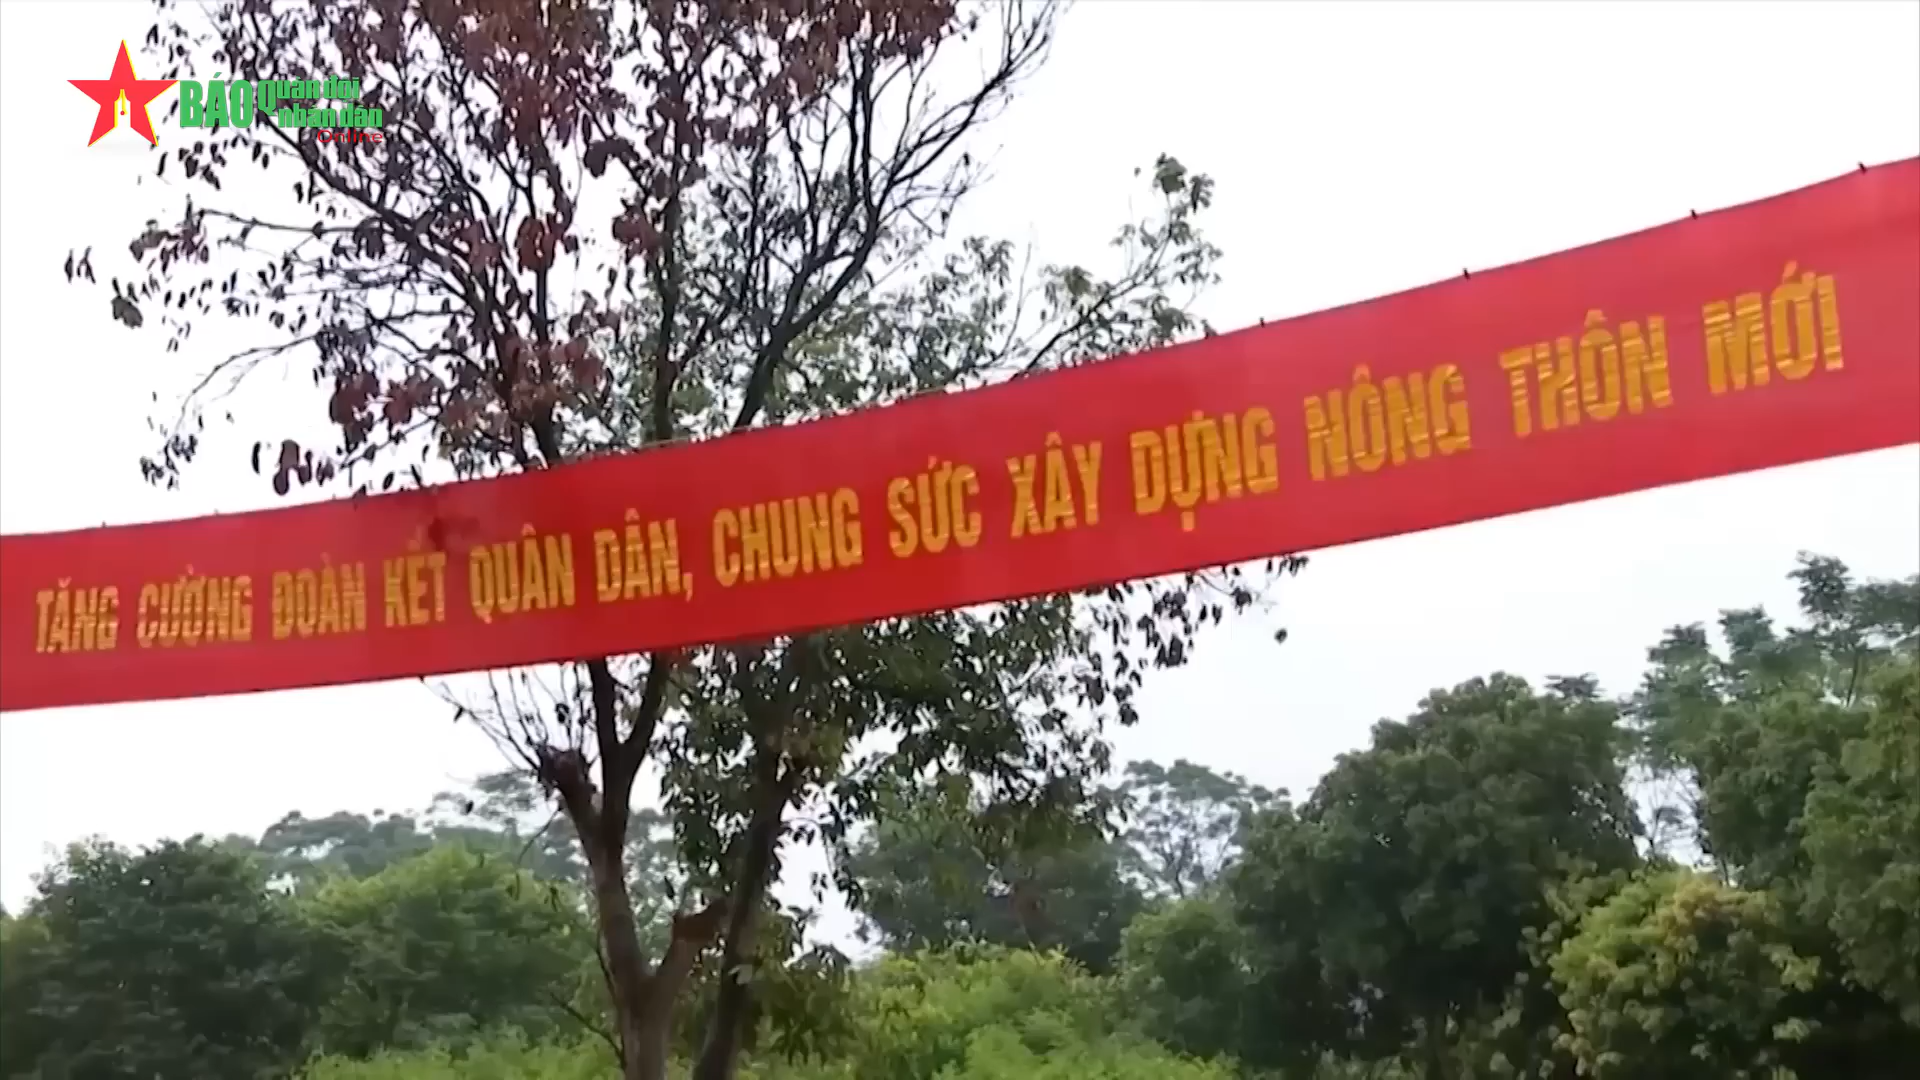 BÁO Quân đội
nhân dân
Online
TĂNG CƯỜNG ĐOÀN KẾT QUÂN DÂN, CHUNG SỨC XÂY DỰNG NÔNG THÔN MỚI